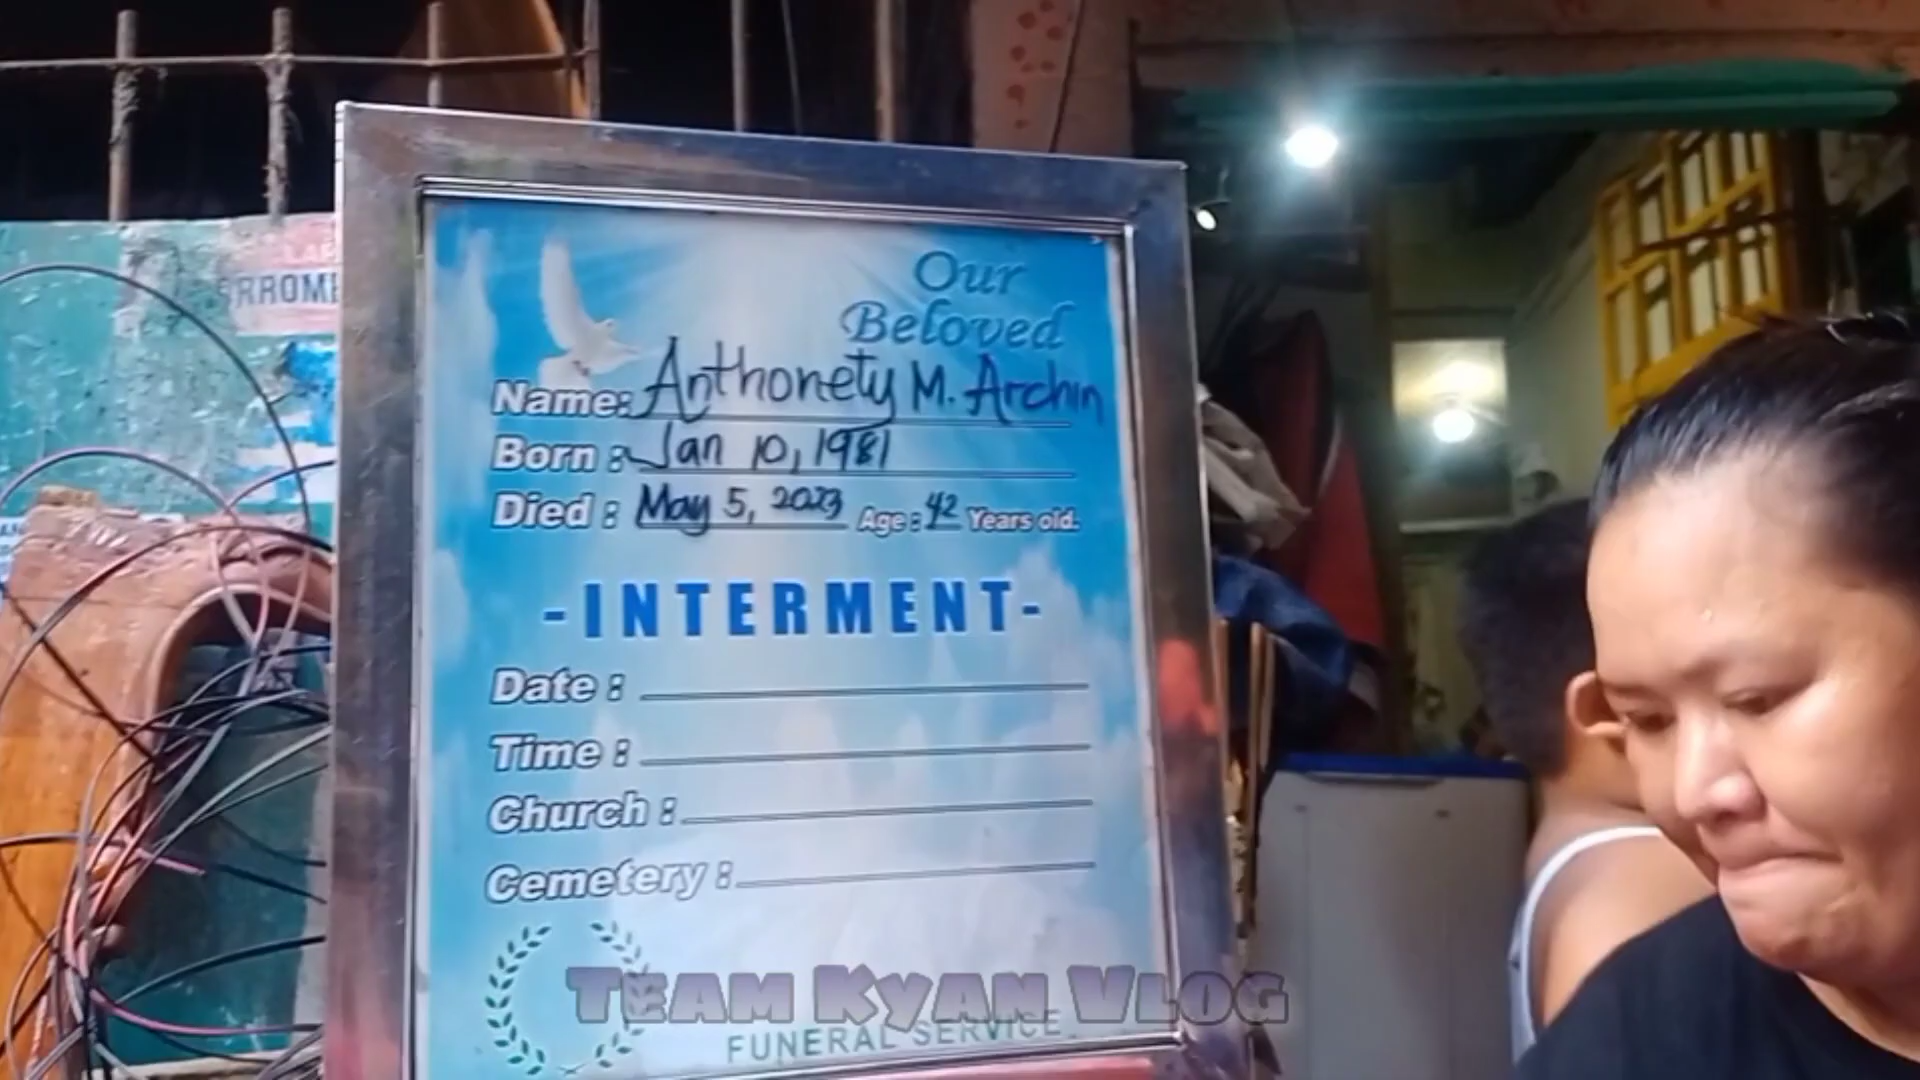 Our
Beloved
Name: Anthonety M. Archin
Born : Jan 10, 1981
Died : May 5, 2023 Age : 42 Years old.
-INTERMENT-
Date :
Time :
Church :
Cemetery :
TEAM KYAN VLOG
FUNERAL SERVICE